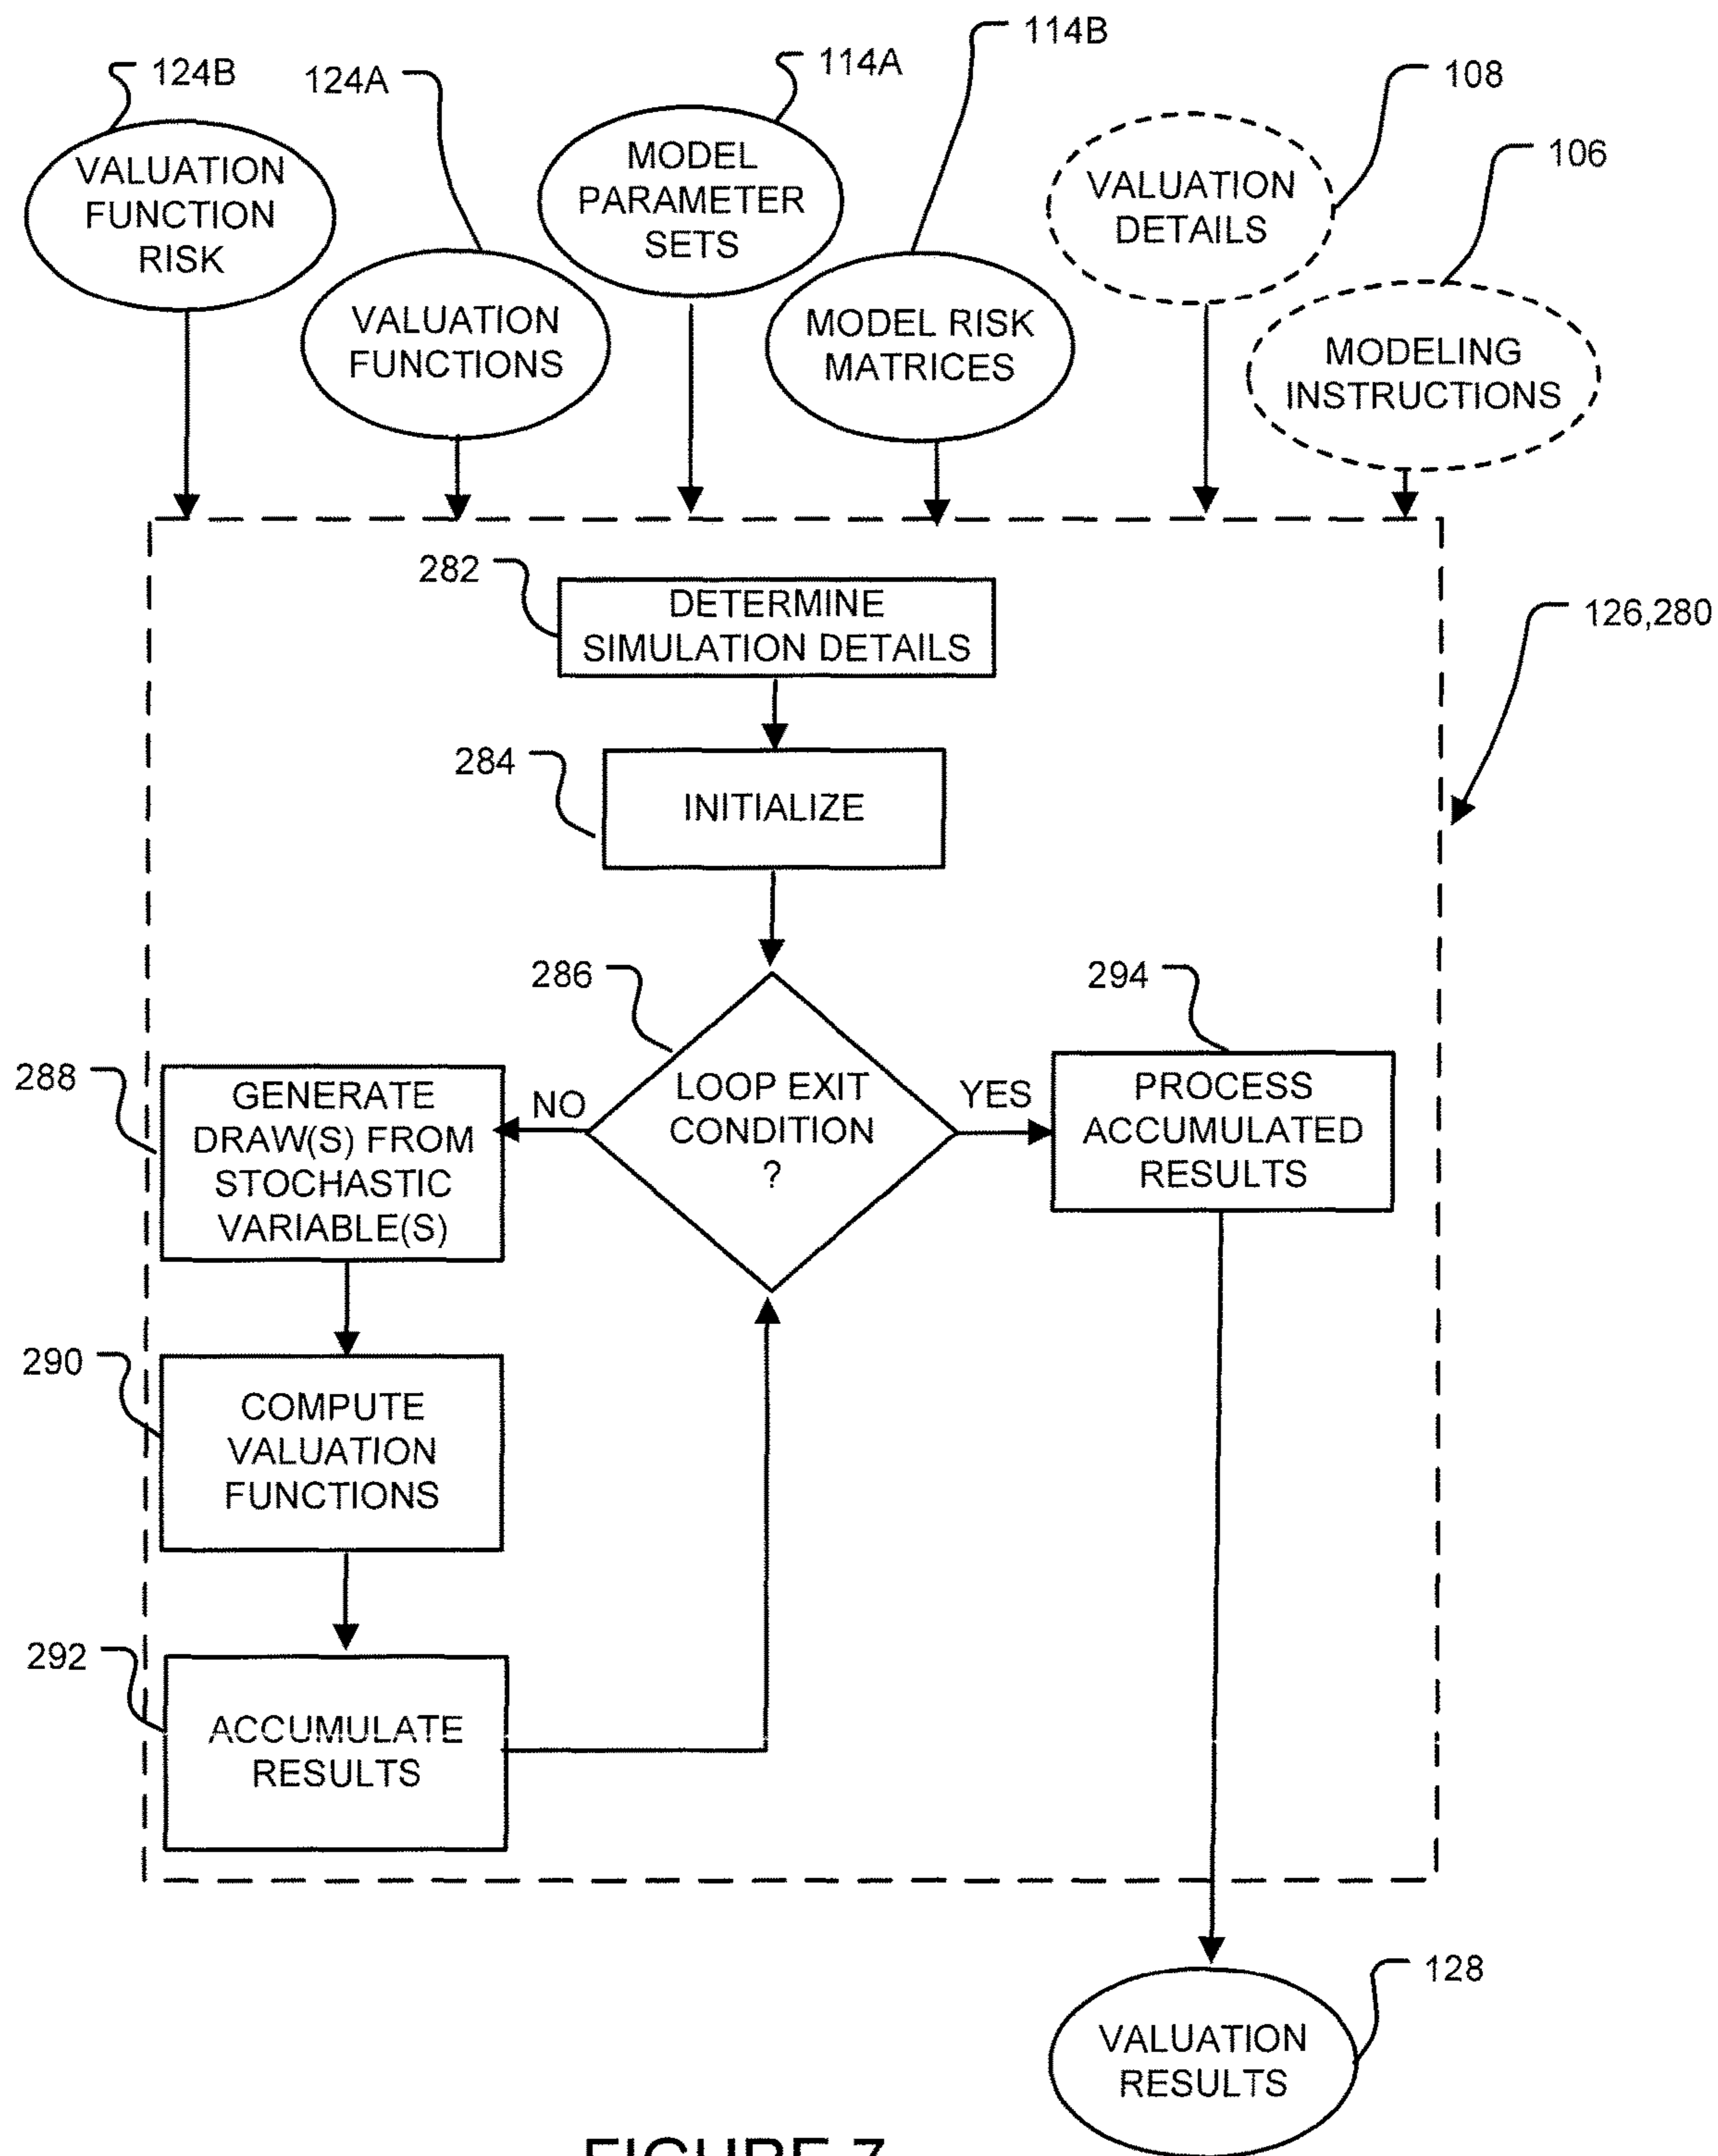 124B
124A
114A
114B
108
106
VALUATION
FUNCTION
RISK
VALUATION
FUNCTIONS
MODEL
PARAMETER
SETS
MODEL RISK
MATRICES
VALUATION
DETAILS
MODELING
INSTRUCTIONS
282
DETERMINE
SIMULATION DETAILS
126,280
284
INITIALIZE
286
LOOP EXIT
CONDITION
?
NO
YES
294
PROCESS
ACCUMULATED
RESULTS
288
GENERATE
DRAW(S) FROM
STOCHASTIC
VARIABLE(S)
290
COMPUTE
VALUATION
FUNCTIONS
292
ACCUMULATE
RESULTS
128
VALUATION
RESULTS
FIGURE 7